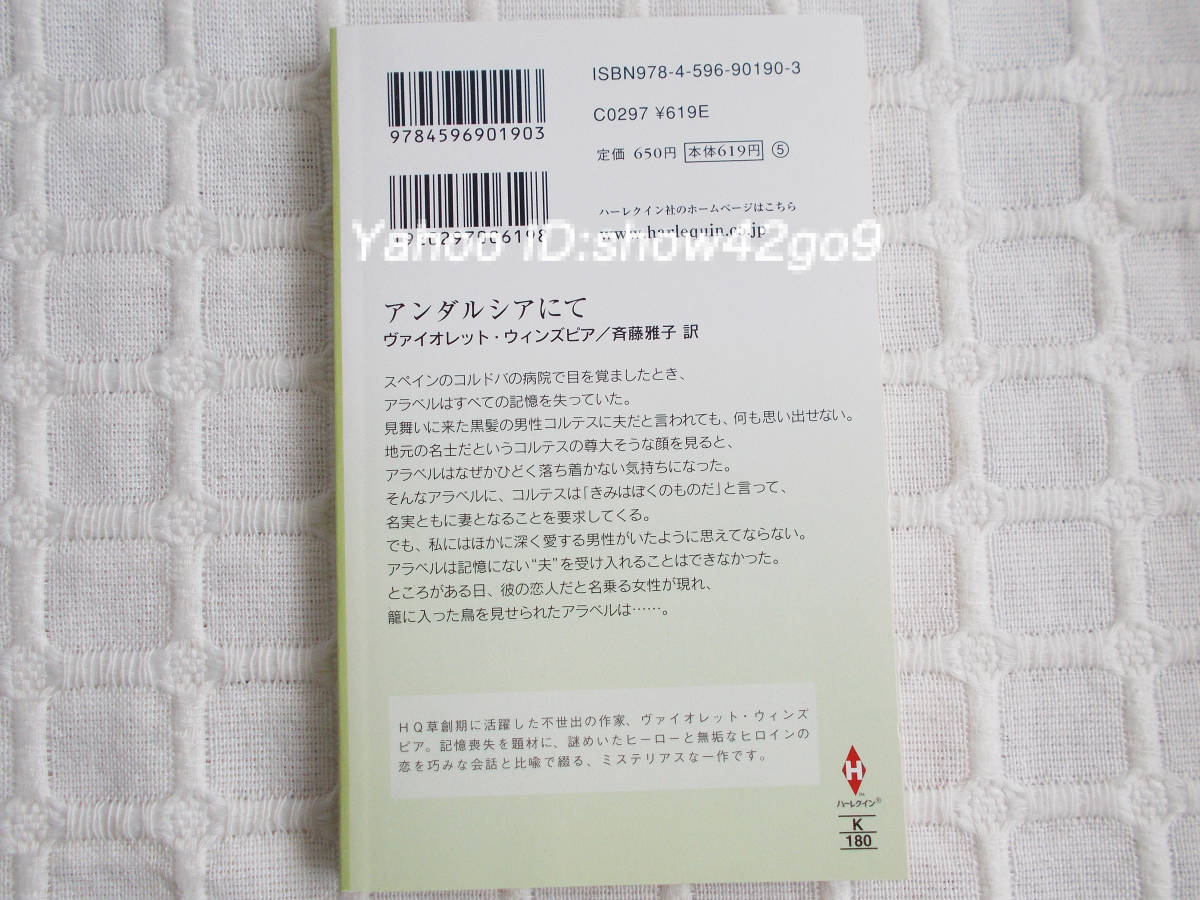 ISBN978-4-596-90190-3
9784596901903
C0297 ¥619E
定価 650円 本体619円 ⑤
ハーレクイン社のホームページはこちら
www.harlequin.co.jp
1920297006198
Yahoo ID:show42go9
アンダルシアにて
ヴァイオレット・ウィンズピア/斉藤雅子 訳
スペインのコルドバの病院で目を覚ましたとき、
アラベルはすべての記憶を失っていた。
見舞いに来た黒髪の男性コルテスに夫だと言われても、何も思い出せない。
地元の名士だというコルテスの尊大そうな顔を見ると、
アラベルはなぜかひどく落ち着かない気持ちになった。
そんなアラベルに、コルテスは「きみはぼくのものだ」と言って、
名実ともに妻となることを要求してくる。
でも、私にはほかに深く愛する男性がいたように思えてならない。
アラベルは記憶にない“夫”を受け入れることはできなかった。
ところがある日、彼の恋人だと名乗る女性が現れ、
籠に入った鳥を見せられたアラベルは……。
HQ草創期に活躍した不世出の作家、ヴァイオレット・ウィンズ
ピア。記憶喪失を題材に、謎めいたヒーローと無垢なヒロインの
恋を巧みな会話と比喩で綴る、ミステリアスな一作です。
H
TM
ハーレクイン®
K
180